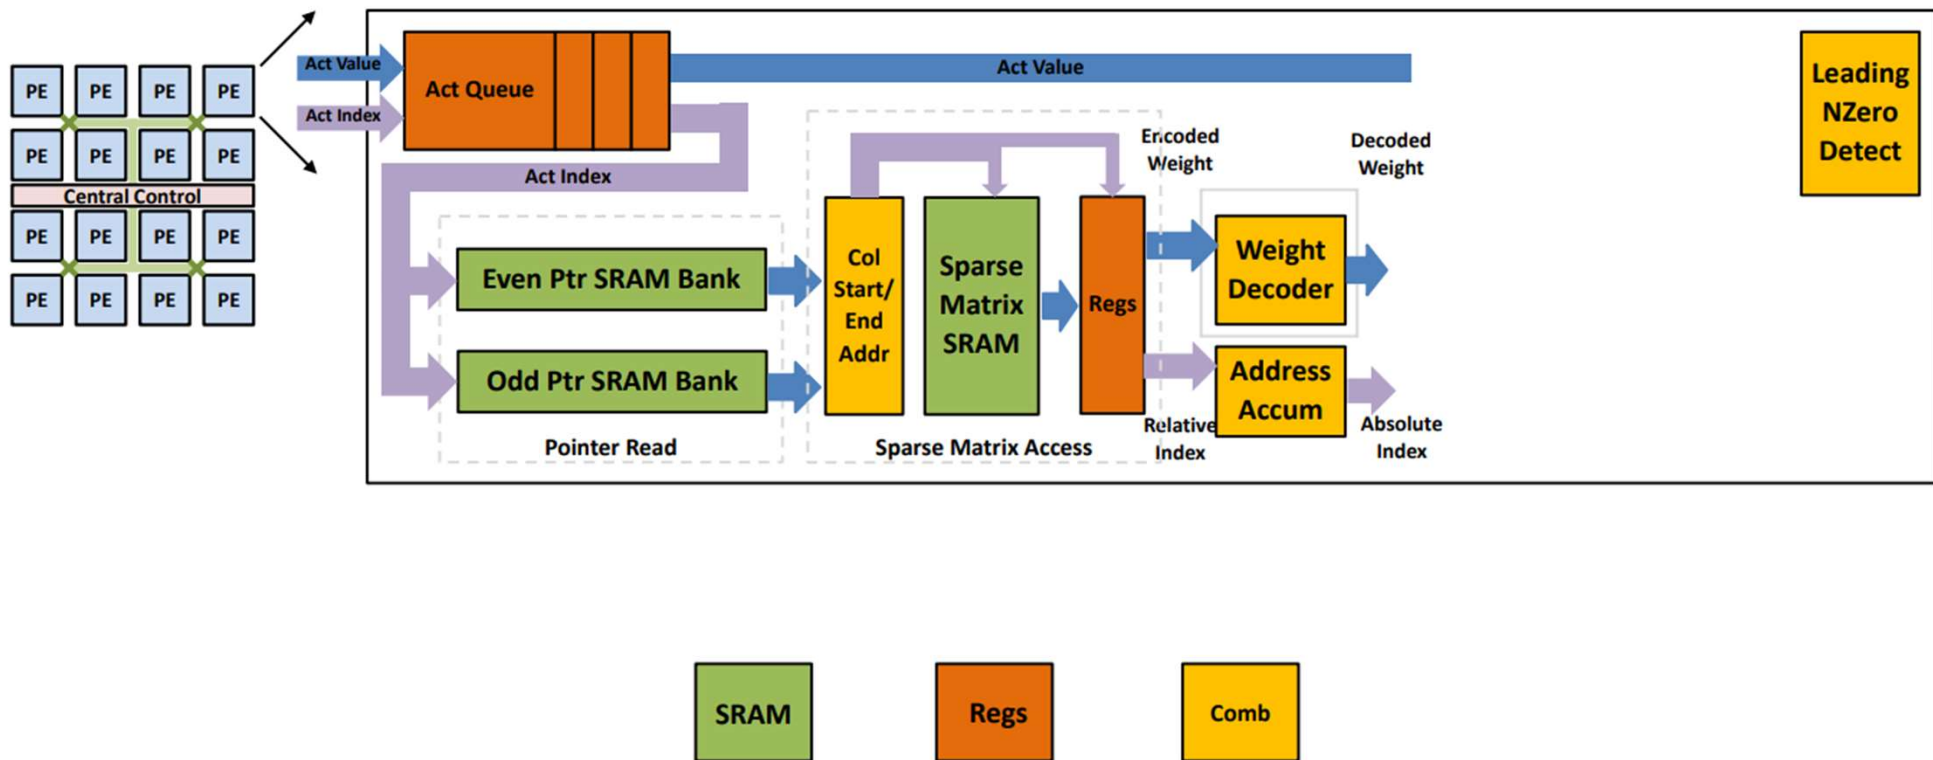 PE PE PE PE
PE PE PE PE
Central Control
PE PE PE PE
PE PE PE PE
Act Value
Act Index
Act Queue
Act Value
Act Index
Even Ptr SRAM Bank
Odd Ptr SRAM Bank
Pointer Read
Col
Start/
End
Addr
Sparse
Matrix
SRAM
Regs
Sparse Matrix Access
Encoded
Weight
Relative
Index
Weight
Decoder
Address
Accum
Decoded
Weight
Absolute
Index
Leading
NZero
Detect
SRAM
Regs
Comb